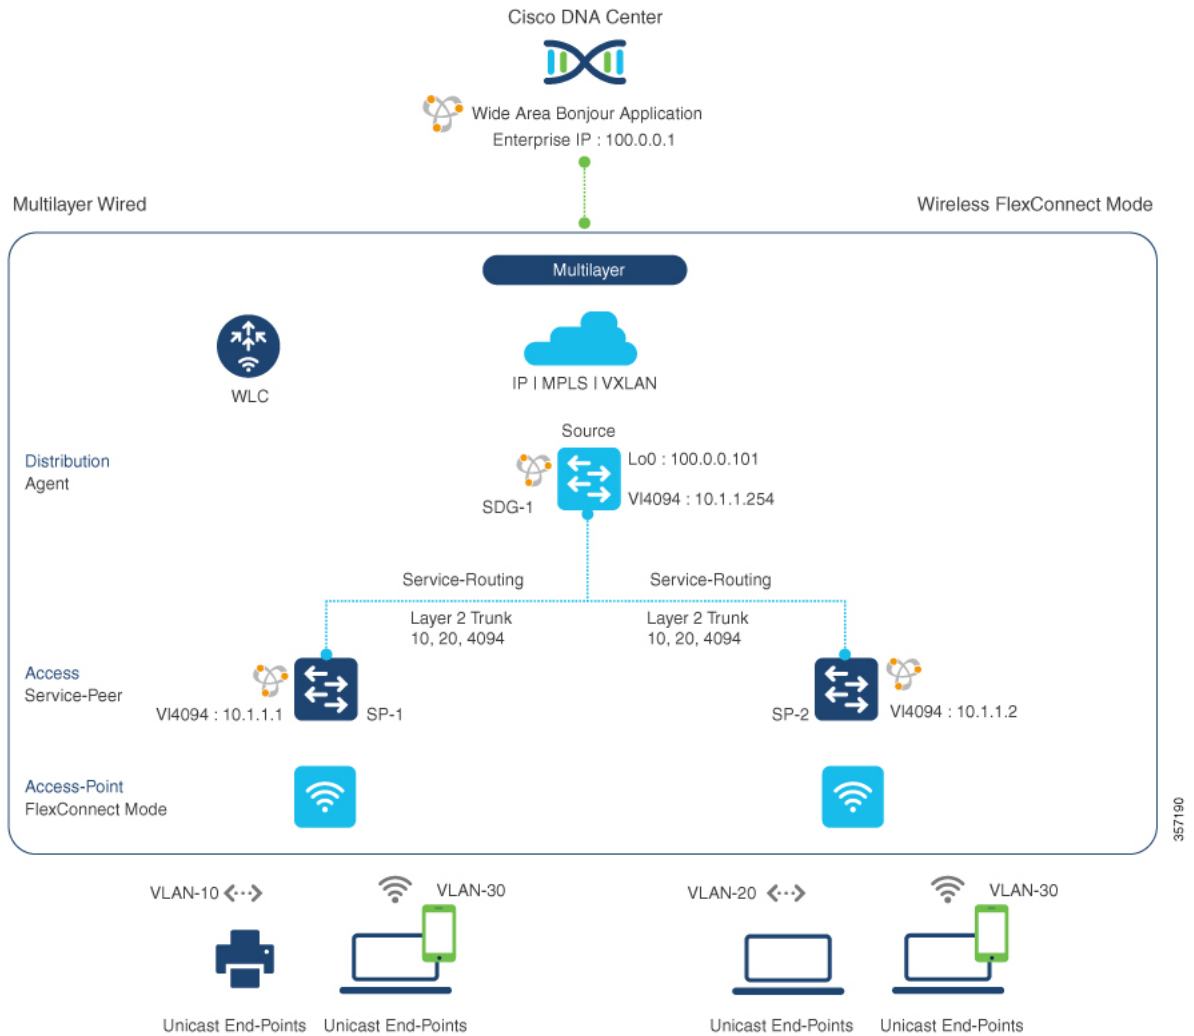 Cisco DNA Center
Wide Area Bonjour Application
Enterprise IP : 100.0.0.1
Multilayer Wired
Wireless FlexConnect Mode
Multilayer
WLC
IP I MPLS I VXLAN
Source
Distribution
Agent
Lo0 : 100.0.0.101
SDG-1
Vl4094 : 10.1.1.254
Service-Routing
Service-Routing
Layer 2 Trunk
10, 20, 4094
Layer 2 Trunk
10, 20, 4094
Access
Service-Peer
Vl4094 : 10.1.1.1
SP-1
SP-2
Vl4094 : 10.1.1.2
Access-Point
FlexConnect Mode
357190
VLAN-10
VLAN-30
VLAN-20
VLAN-30
Unicast End-Points
Unicast End-Points
Unicast End-Points
Unicast End-Points